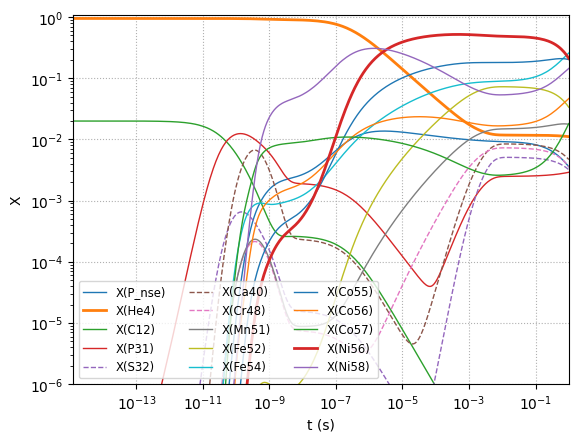 10⁰
10⁻¹
10⁻²
10⁻³
10⁻⁴
10⁻⁵
10⁻⁶
X
X(P_nse) X(Ca40) X(Co55)
X(He4) X(Cr48) X(Co56)
X(C12) X(Mn51) X(Co57)
X(P31) X(Fe52) X(Ni56)
X(S32) X(Fe54) X(Ni58)
10⁻¹³ 10⁻¹¹ 10⁻⁹ 10⁻⁷ 10⁻⁵ 10⁻³ 10⁻¹
t (s)